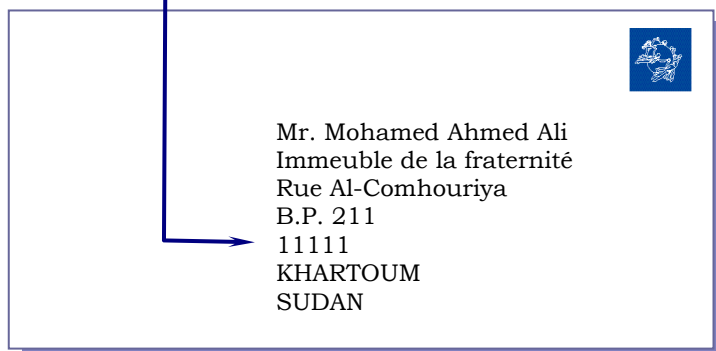 Mr. Mohamed Ahmed Ali
Immeuble de la fraternité
Rue Al-Comhouriya
B.P. 211
11111
KHARTOUM
SUDAN